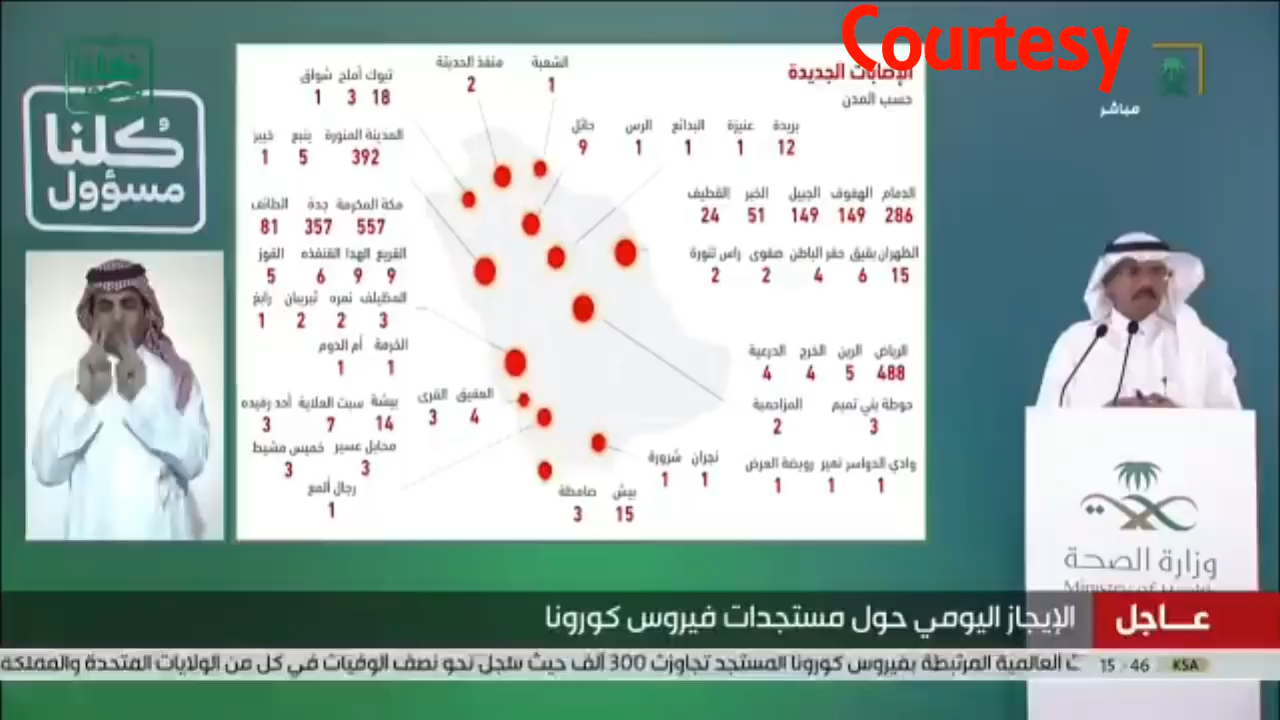 Courtesy
مباشر
كُلنا
مسؤول
الإصابات الجديدة
حسب المدن
الشعبة
1
منفذ الحديثة
2
تبوك أملج شواق
18 3 1
بريدة عنيزة البدائع الرس حائل
12 1 1 1 9
المدينة المنورة ينبع خيبر
392 5 1
الدمام الهفوف الجبيل الخبر القطيف
286 149 149 51 24
مكة المكرمة جدة الطائف
557 357 81
الظهران بقيق حفر الباطن صفوى راس تنورة
15 6 4 2 2
القريع الهدا القنفذه القوز
9 9 6 5
المظيلف نمره ثريبان رابغ
3 2 2 1
الخرمة أم الدوم
1 1
الرياض الرين الخرج الدرعية
488 5 4 4
العقيق القرى
4 3
بيشة سبت العلاية أحد رفيده
14 7 3
حوطة بني تميم المزاحمية
3 2
محايل عسير خميس مشيط
3 3
نجران شرورة
1 1
وادي الدواسر نمير رويضة العرض
1 1 1
رجال ألمع
1
بيش صامطة
15 3
وزارة الصحة
عـاجل
الإيجاز اليومي حول مستجدات فيروس كورونا
KSA 15:46
العالمية المرتبطة بفيروس كورونا المستجد تجاوزت 300 ألف حيث سُجل نحو نصف الوفيات في كل من الولايات المتحدة والمملكة